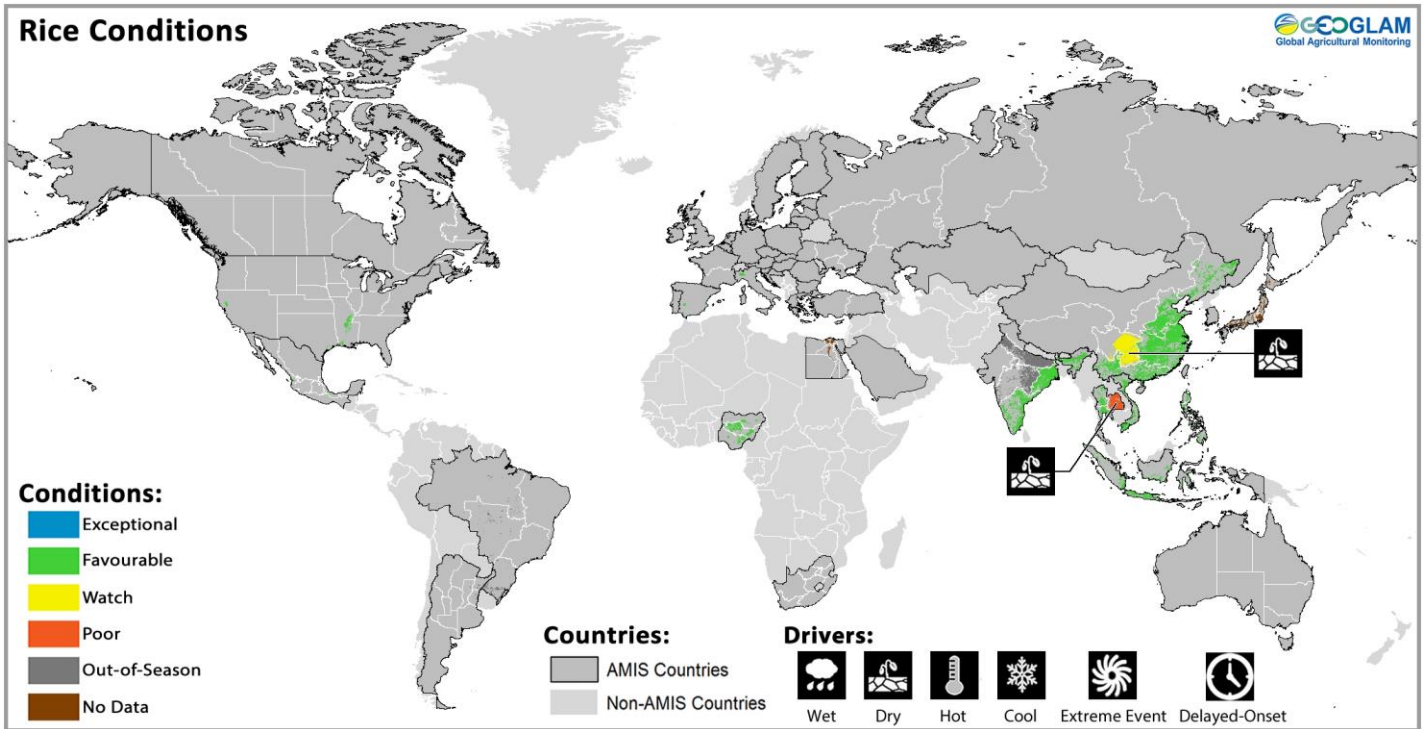 Rice Conditions
GEOGLAM
Global Agricultural Monitoring
Conditions:
Exceptional
Favourable
Watch
Poor
Out-of-Season
No Data
Countries:
AMIS Countries
Non-AMIS Countries
Drivers:
Wet
Dry
Hot
Cool
Extreme Event
Delayed-Onset